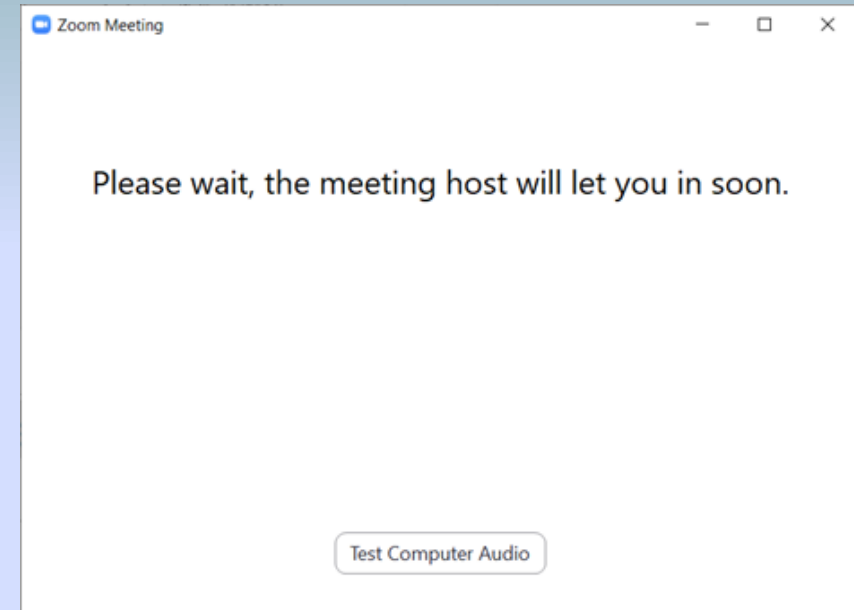 Zoom Meeting
Please wait, the meeting host will let you in soon.
Test Computer Audio